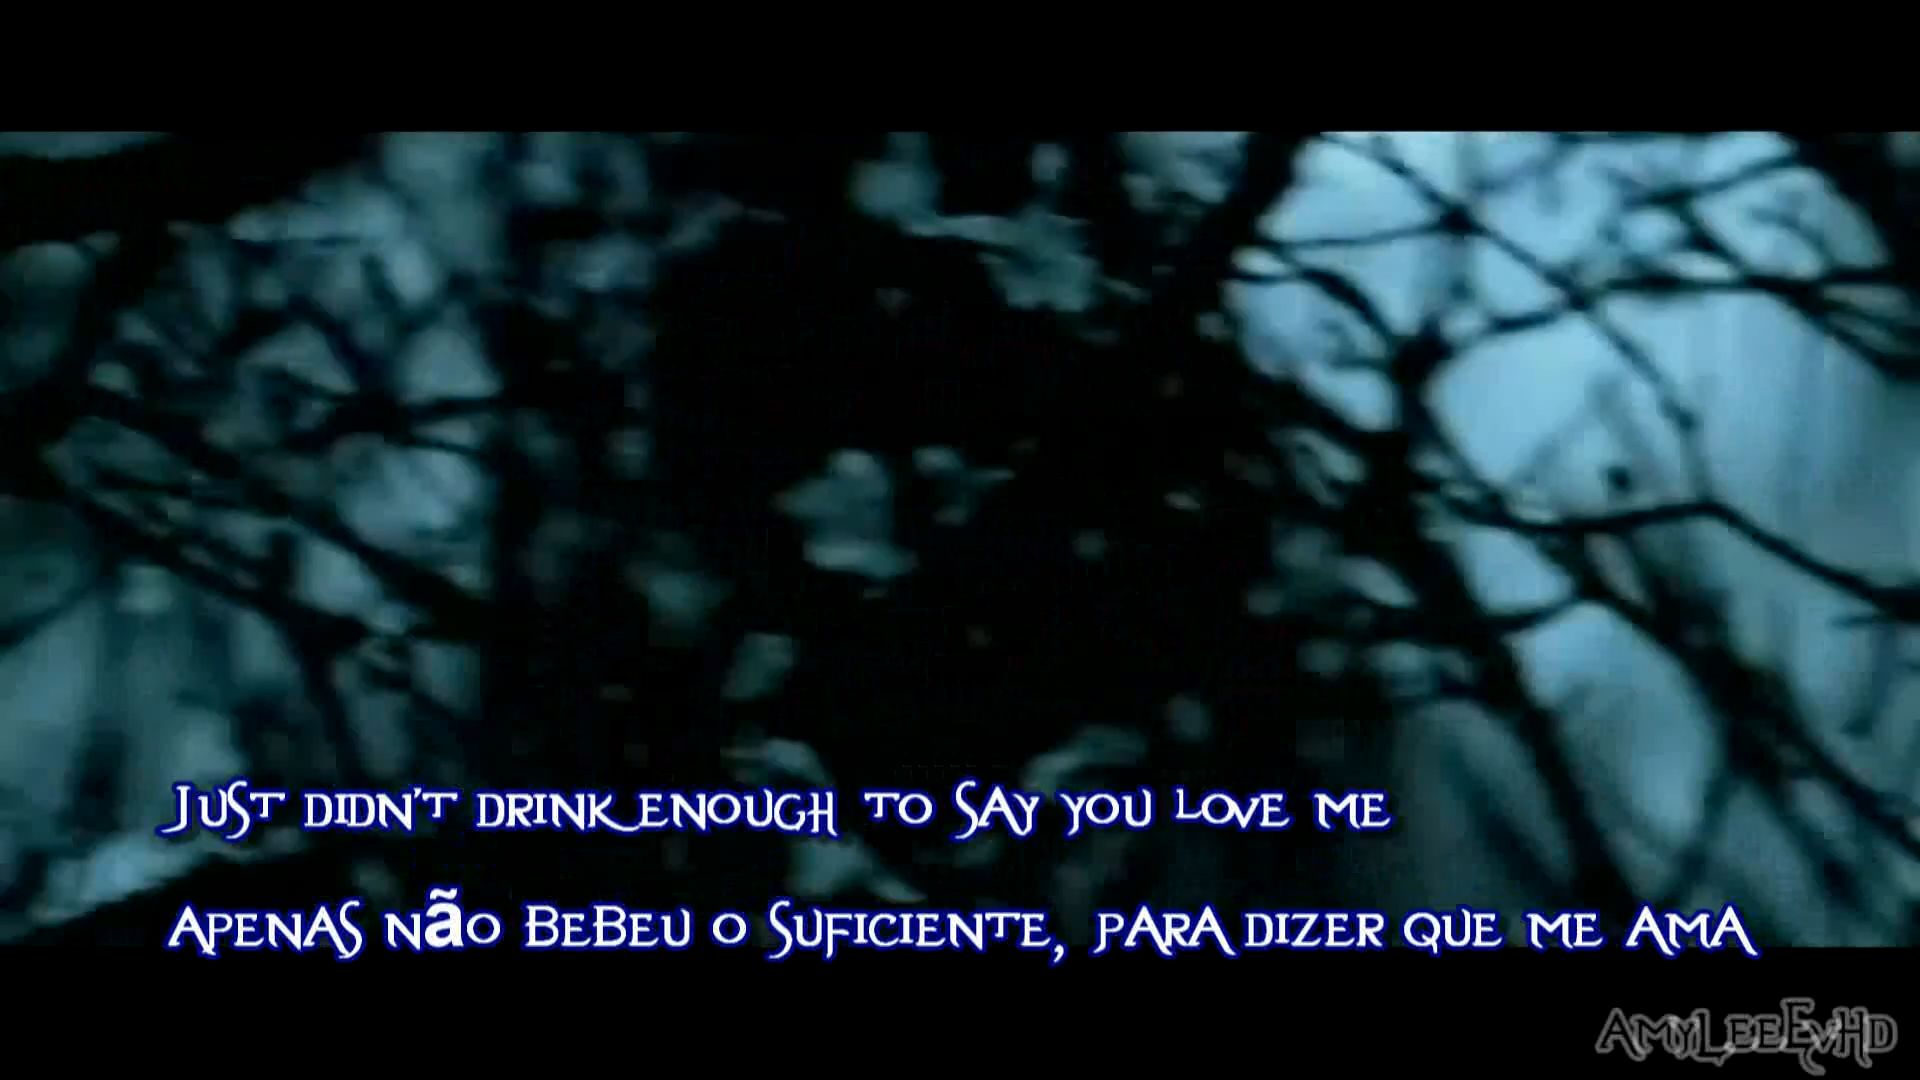 Just didn't drink enough to say you love me
Apenas não bebeu o suficiente, para dizer que me ama
AmyLeeEvHD